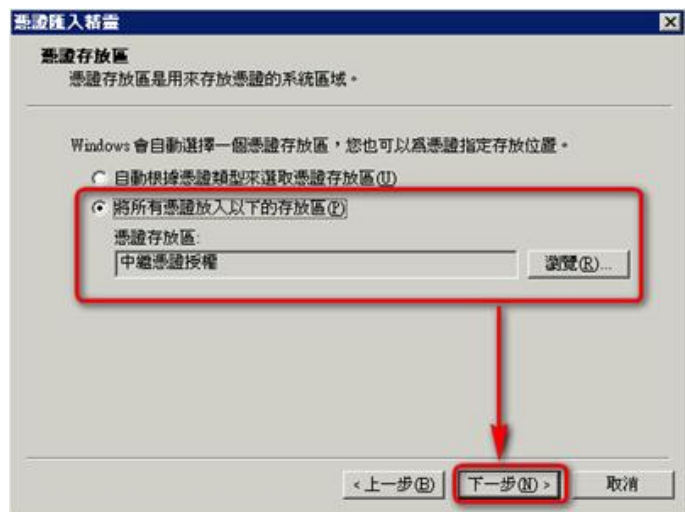 憑證匯入精靈
憑證存放區
憑證存放區是用來存放憑證的系統區域。
Windows 會自動選擇一個憑證存放區，您也可以為憑證指定存放位置。
自動根據憑證類型來選取憑證存放區(U)
將所有憑證放入以下的存放區(P)
憑證存放區:
中繼憑證授權
瀏覽(R)...
<上一步(B)
下一步(N) >
取消